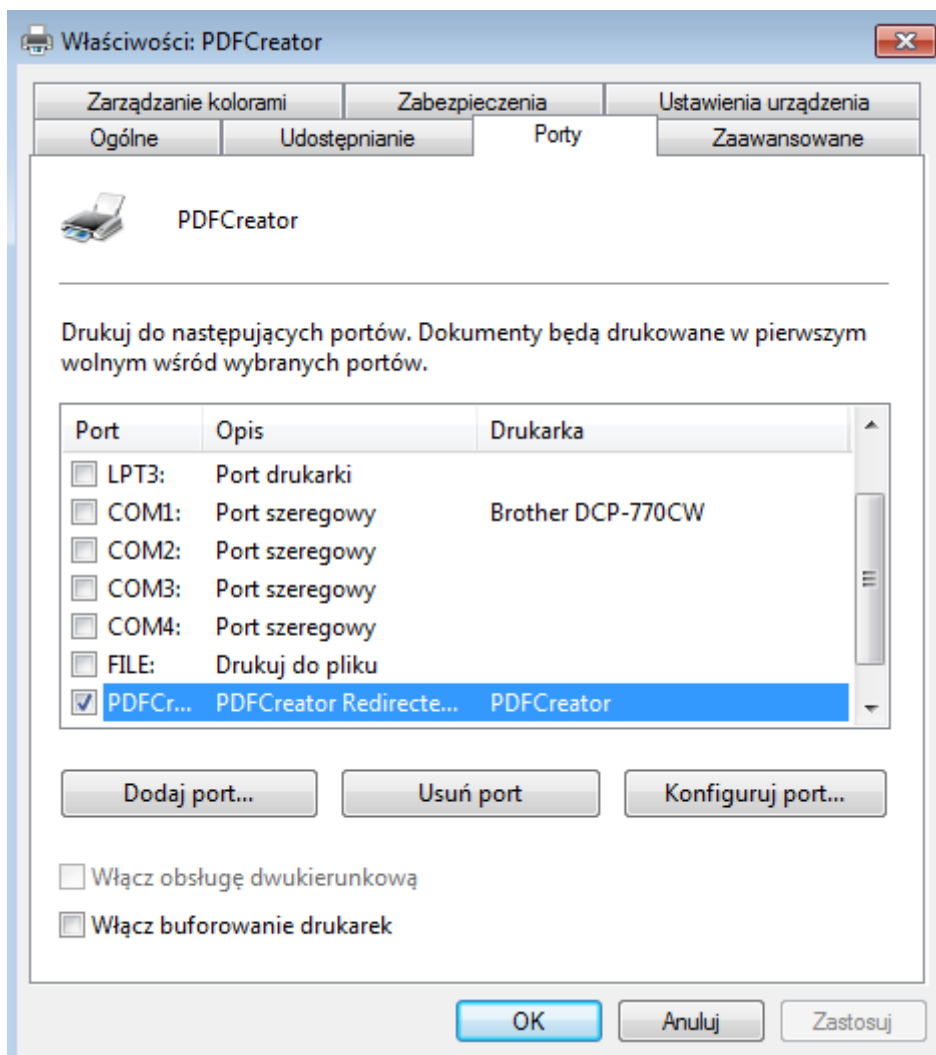 Właściwości: PDFCreator
Zarządzanie kolorami Zabezpieczenia Ustawienia urządzenia
Ogólne Udostępnianie Porty Zaawansowane
PDFCreator
Drukuj do następujących portów. Dokumenty będą drukowane w pierwszym
wolnym wśród wybranych portów.
Port Opis Drukarka
LPT3: Port drukarki
COM1: Port szeregowy Brother DCP-770CW
COM2: Port szeregowy
COM3: Port szeregowy
COM4: Port szeregowy
FILE: Drukuj do pliku
PDFCr... PDFCreator Redirecte... PDFCreator
Dodaj port... Usuń port Konfiguruj port...
Włącz obsługę dwukierunkową
Włącz buforowanie drukarek
OK Anuluj Zastosuj